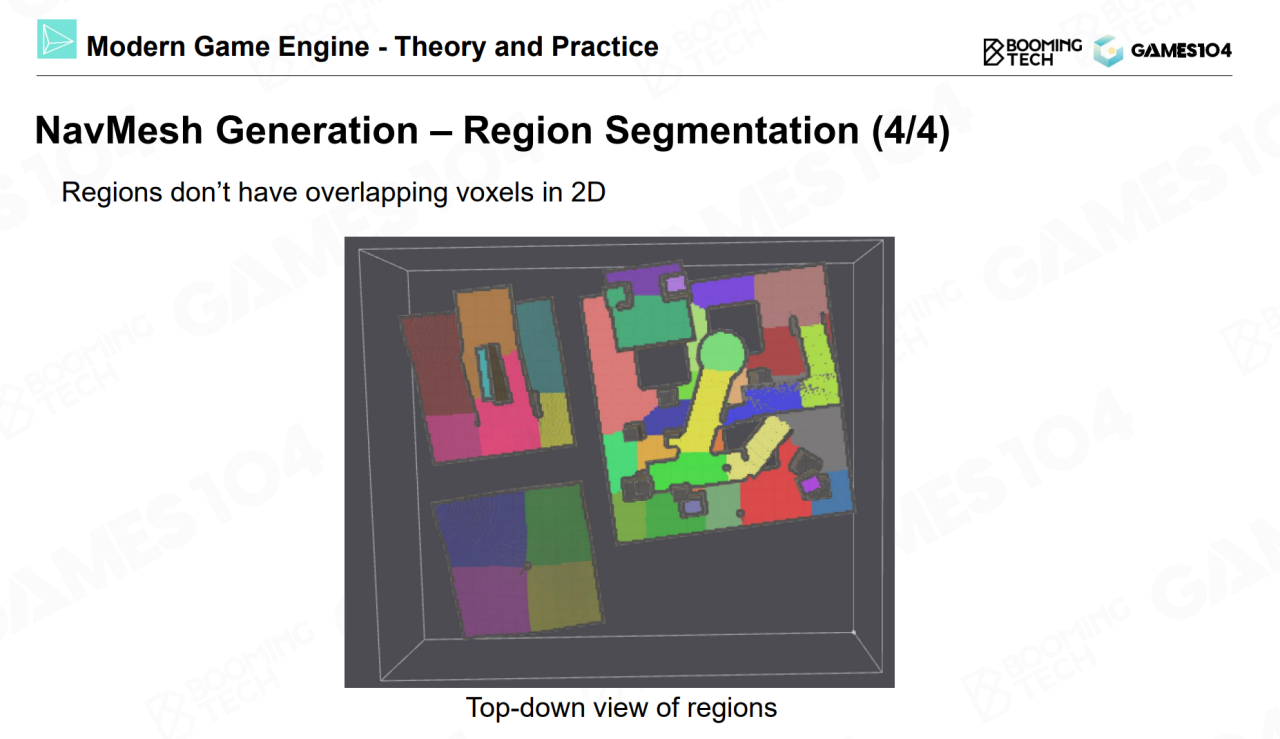 Modern Game Engine - Theory and Practice
BOOMING
TECH
GAMES104
NavMesh Generation – Region Segmentation (4/4)
Regions don’t have overlapping voxels in 2D
Top-down view of regions